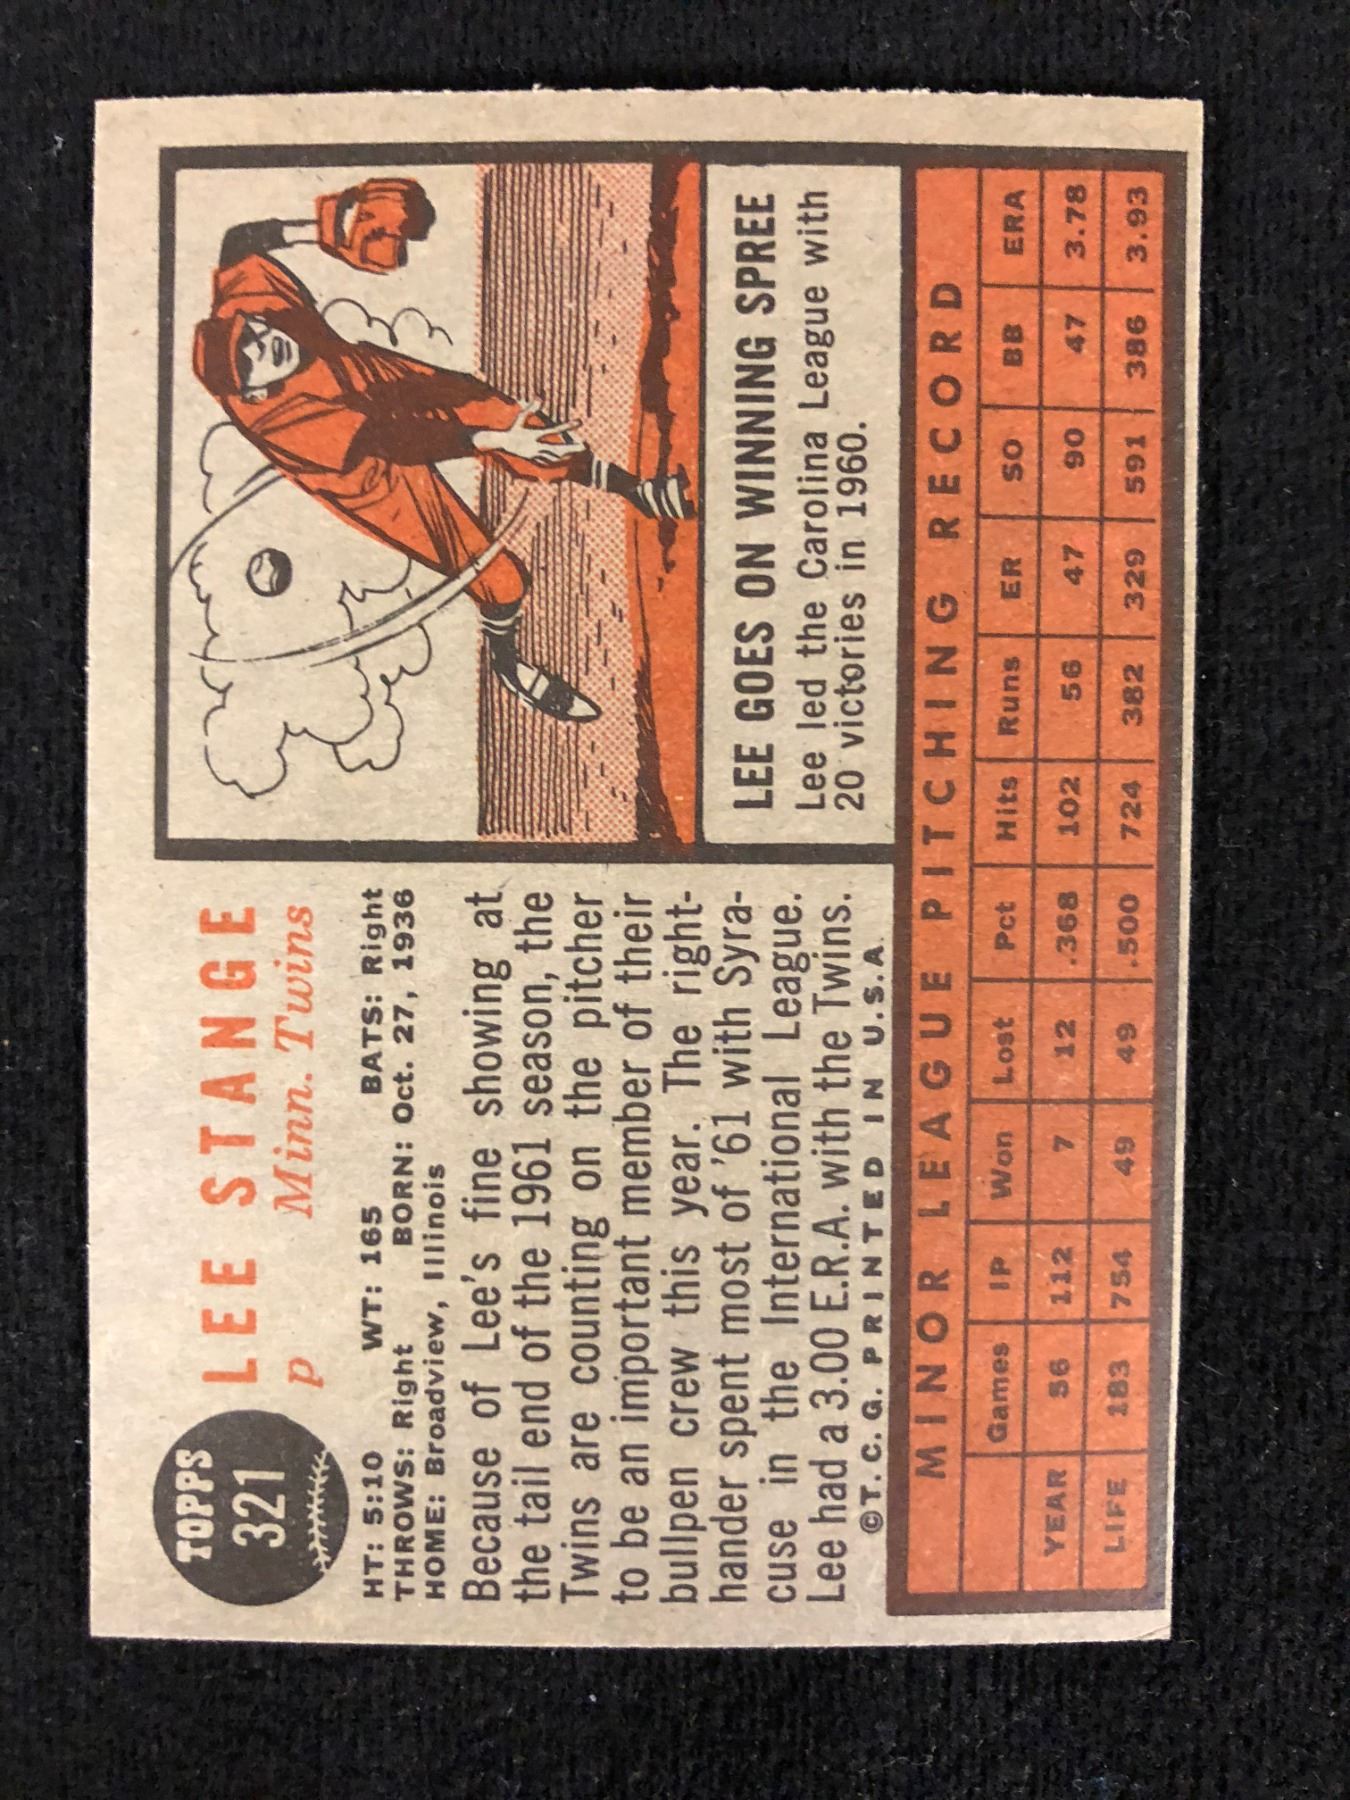 TOPPS
321
LEE STANGE
P Minn. Twins
HT: 5:10 WT: 165 BATS: Right
THROWS: Right BORN: Oct. 27, 1936
HOME: Broadview, Illinois
Because of Lee's fine showing at
the tail end of the 1961 season, the
Twins are counting on the pitcher
to be an important member of their
bullpen crew this year. The right-
hander spent most of '61 with Syra-
cuse in the International League.
Lee had a 3.00 E.R.A. with the Twins.
©T.C.G. PRINTED IN U.S.A.
LEE GOES ON WINNING SPREE
Lee led the Carolina League with
20 victories in 1960.
MINOR LEAGUE PITCHING RECORD
Games IP Won Lost Pct Hits Runs ER SO BB ERA
YEAR 56 112 7 12 .368 102 56 47 90 47 3.78
LIFE 183 754 49 49 .500 724 382 329 591 386 3.93